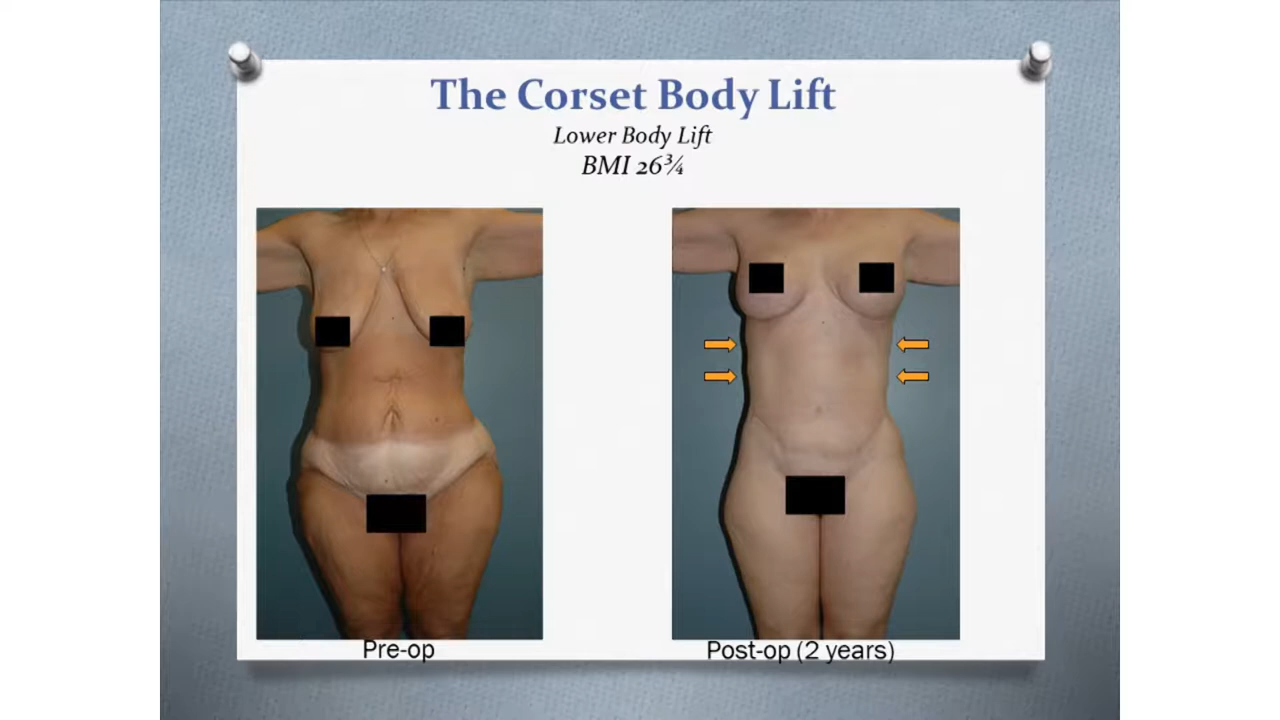 The Corset Body Lift
Lower Body Lift
BMI 26¾
Pre-op
Post-op (2 years)